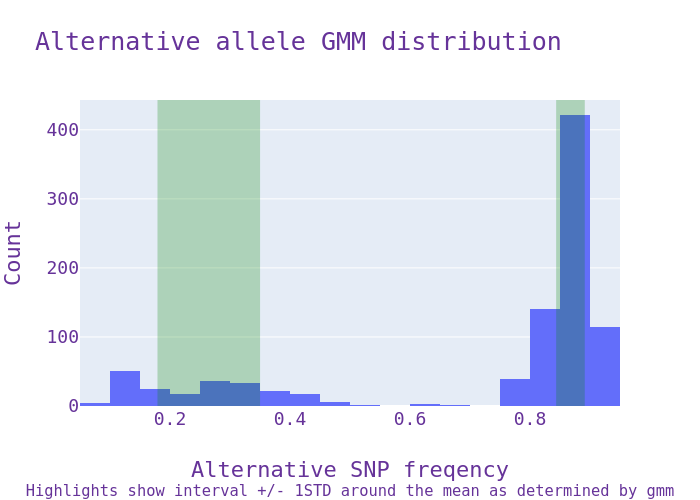 Alternative allele GMM distribution
400
300
200
100
0
Count
0.2
0.4
0.6
0.8
Alternative SNP freqency
Highlights show interval +/- 1STD around the mean as determined by gmm